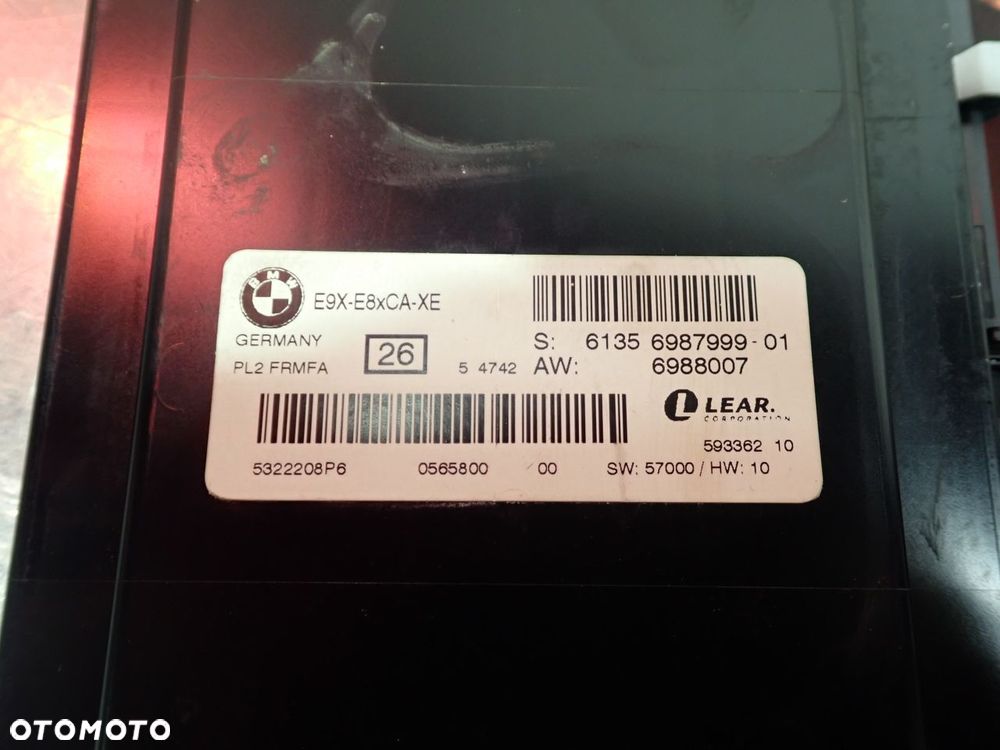 BMW
E9X-E8xCA-XE
GERMANY
PL2 FRMFA
26
5 4742
S: 6135 6987999-01
AW: 6988007
LEAR.
CORPORATION
593362 10
5322208P6 0565800 00 SW: 57000 / HW: 10
OTOMOTO